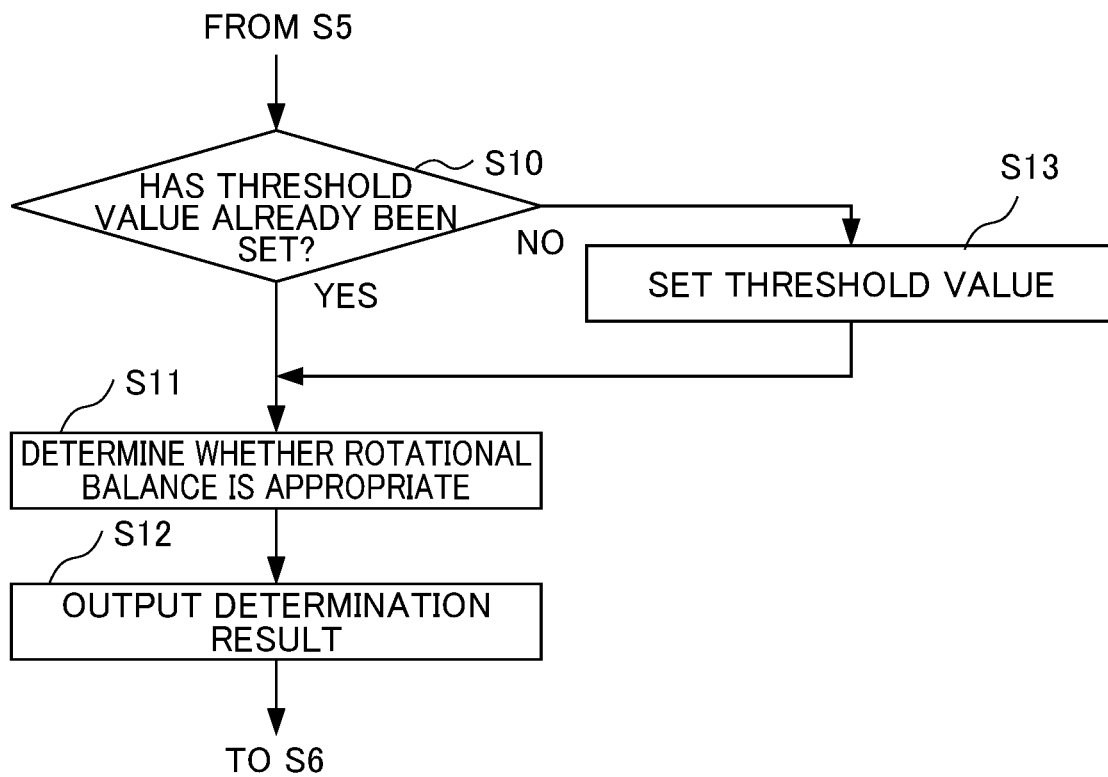 FROM S5
S10
HAS THRESHOLD
VALUE ALREADY BEEN
SET?
NO
YES
S13
SET THRESHOLD VALUE
S11
DETERMINE WHETHER ROTATIONAL
BALANCE IS APPROPRIATE
S12
OUTPUT DETERMINATION
RESULT
TO S6